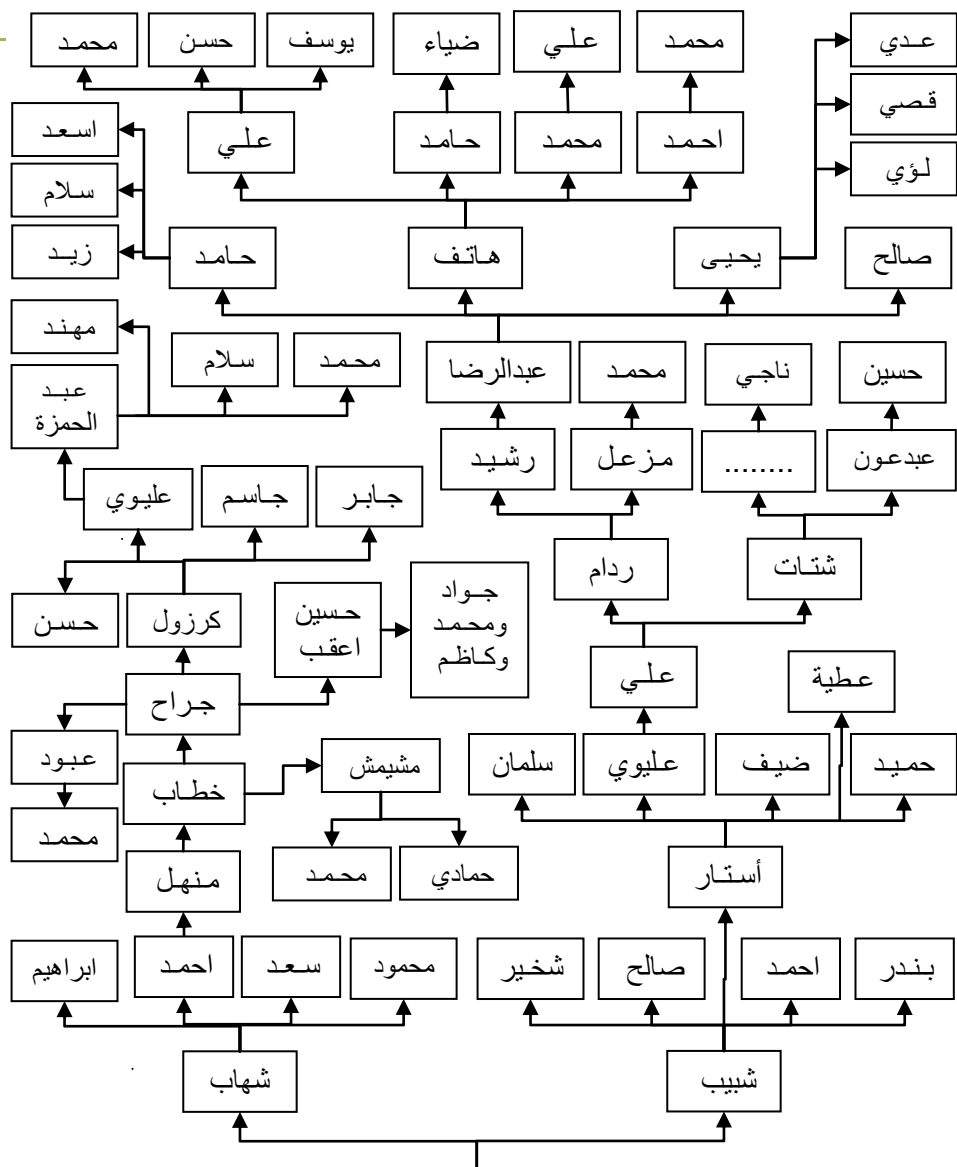 محمد
علي
ضياء
يوسف
حسن
محمد
عدي
قصي
لؤي
احمد
محمد
حامد
علي
اسعد
سلام
زيد
صالح
يحيى
هاتف
حامد
مهند
حسين
ناجي
محمد
عبدالرضا
محمد
سلام
عبد
الحمزة
عبدعون
........
مزعل
رشيد
جابر
جاسم
عليوي
شتات
ردام
جواد
ومحمد
وكاظم
حسين
اعقب
كرزول
حسن
عطية
علي
جراح
حميد
ضيف
عليوي
سلمان
مشيمش
خطاب
عبود
محمد
أستار
حمادي
محمد
منهل
بندر
احمد
صالح
شخير
محمود
سعد
احمد
ابراهيم
شبيب
شهاب